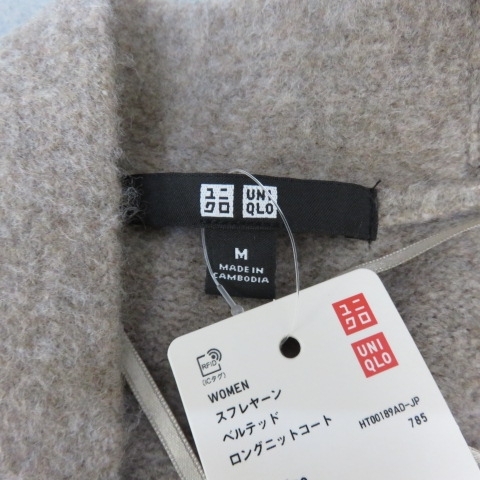 ユニ UNI
クロ QLO
M
MADE IN
CAMBODIA
ユニ
クロ
UNI
QLO
RFID
(ICタグ)
WOMEN
スフレヤーン
ベルテッド
ロングニットコート
HT00189AD-JP
785